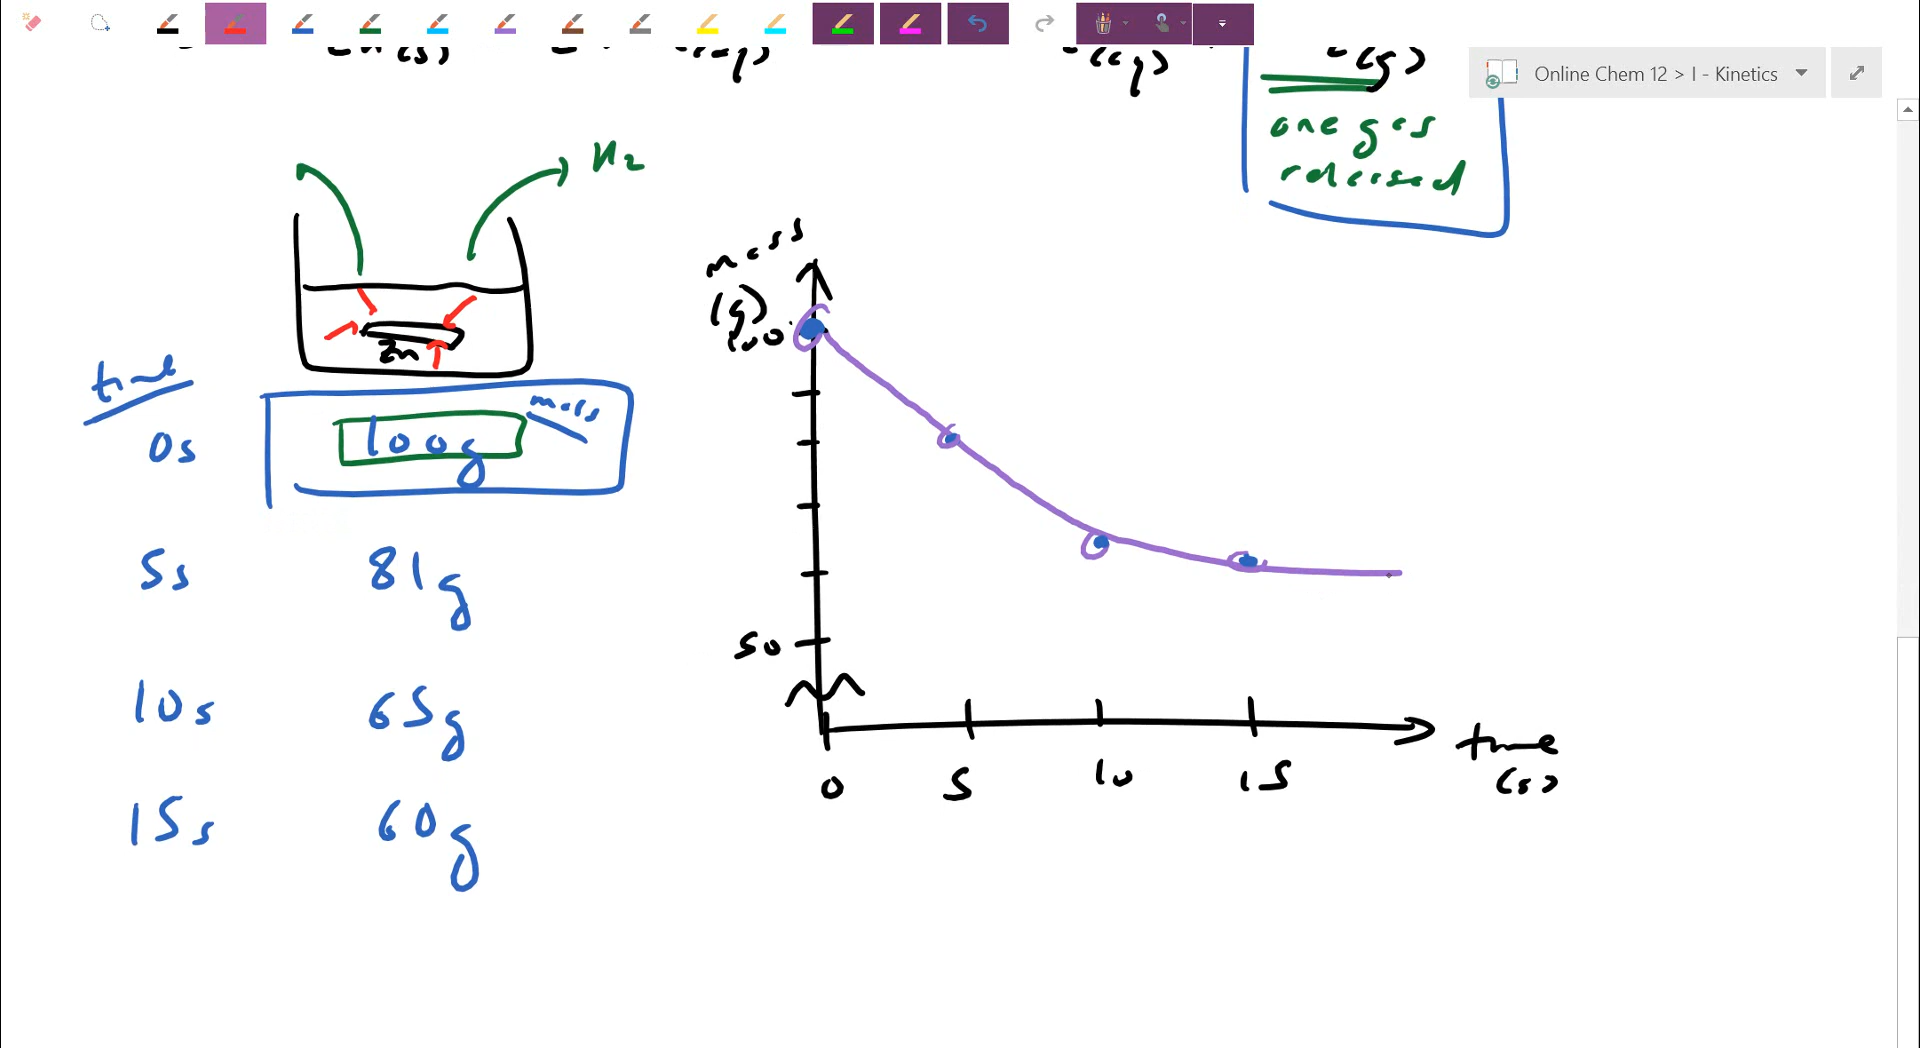 Online Chem 12 > I - Kinetics
(s)
(g)
one gas
released
H2
mass
(g)
100
Zn
time
mass
0s
100g
5s
81g
50
10s
65g
time
(s)
0
5
10
15
15s
60g